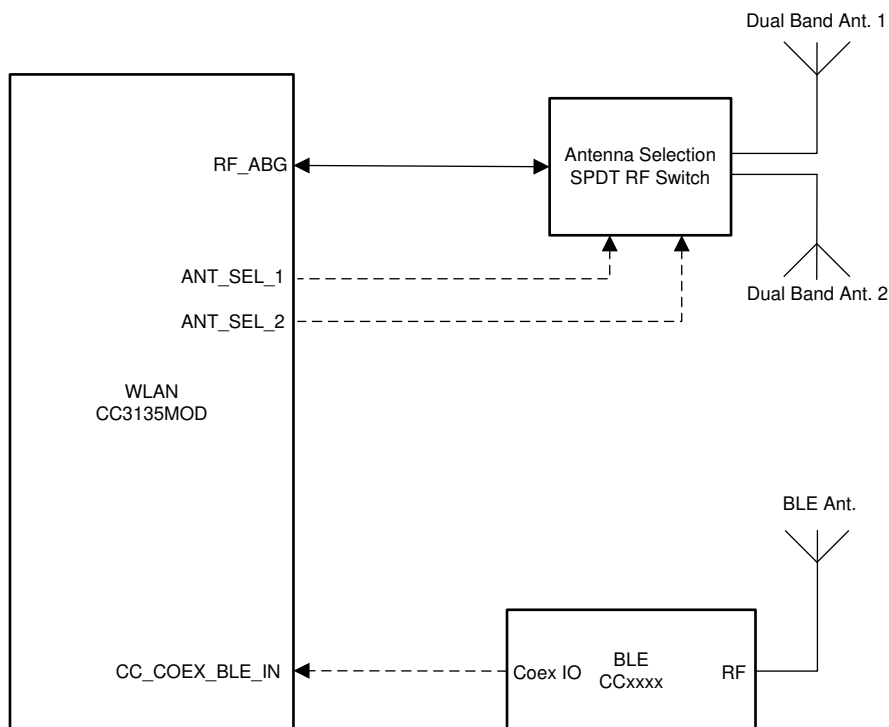 Dual Band Ant. 1
RF_ABG
Antenna Selection
SPDT RF Switch
ANT_SEL_1
ANT_SEL_2
Dual Band Ant. 2
WLAN
CC3135MOD
BLE Ant.
CC_COEX_BLE_IN
Coex IO
BLE
CCxxxx
RF